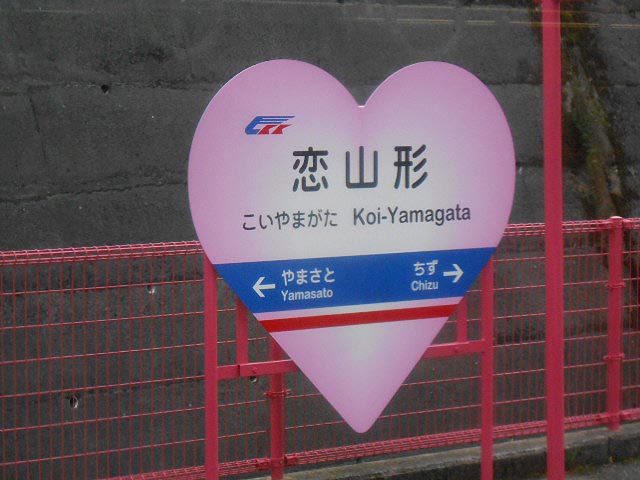 恋山形
こいやまがた Koi-Yamagata
← やまさと ちず →
Yamasato Chizu